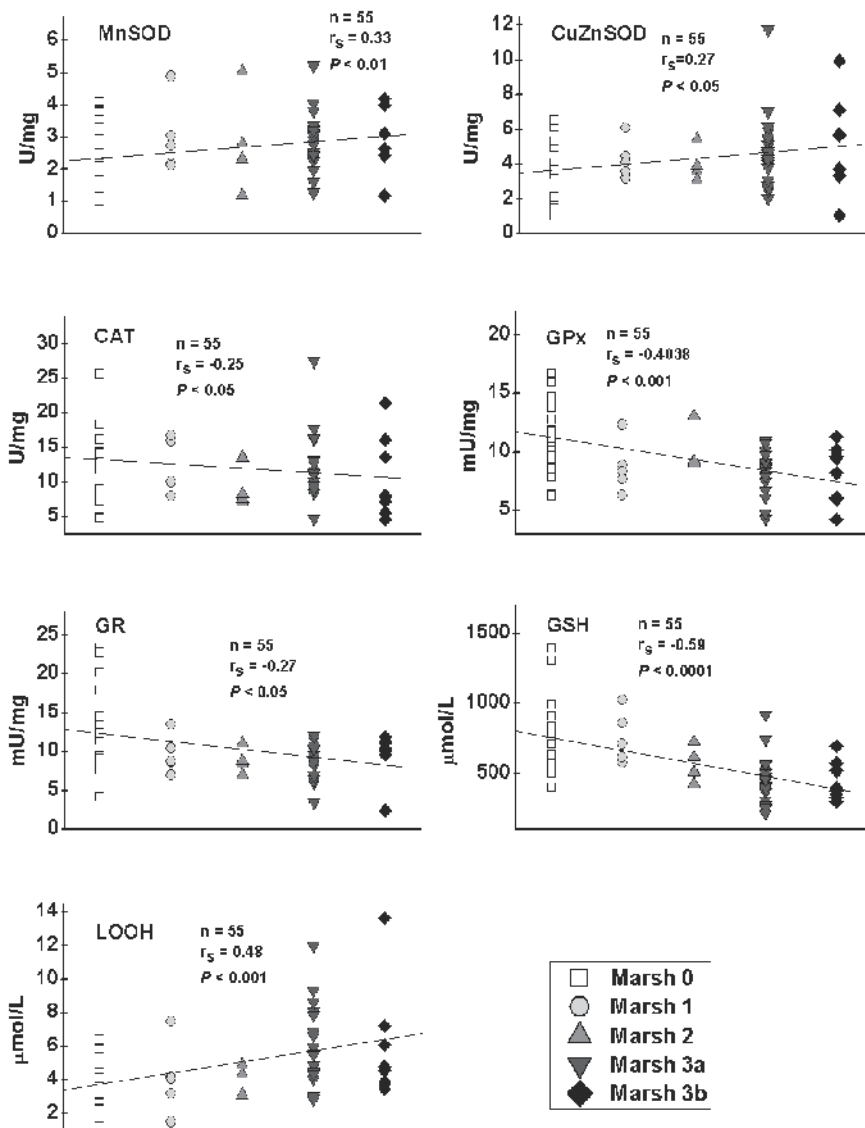 MnSOD
n = 55
rS = 0.33
P < 0.01
U/mg
6
5
4
3
2
1
0
CuZnSOD
n = 55
rS=0.27
P < 0.05
U/mg
12
10
8
6
4
2
0
CAT
n = 55
rS = -0.25
P < 0.05
U/mg
30
25
20
15
10
5
GPx
n = 55
rS = -0.4038
P < 0.001
mU/mg
20
15
10
5
GR
n = 55
rS = -0.27
P < 0.05
mU/mg
25
20
15
10
5
0
GSH
n = 55
rS = -0.59
P < 0.0001
µmol/L
1500
1000
500
LOOH
n = 55
rS = 0.48
P < 0.001
µmol/L
14
12
10
8
6
4
2
Marsh 0
Marsh 1
Marsh 2
Marsh 3a
Marsh 3b